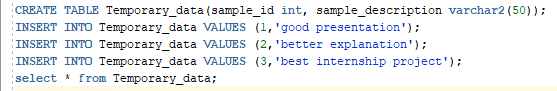 CREATE TABLE Temporary_data(sample_id int, sample_description varchar2(50));
INSERT INTO Temporary_data VALUES (1,'good presentation');
INSERT INTO Temporary_data VALUES (2,'better explanation');
INSERT INTO Temporary_data VALUES (3,'best internship project');
select * from Temporary_data;